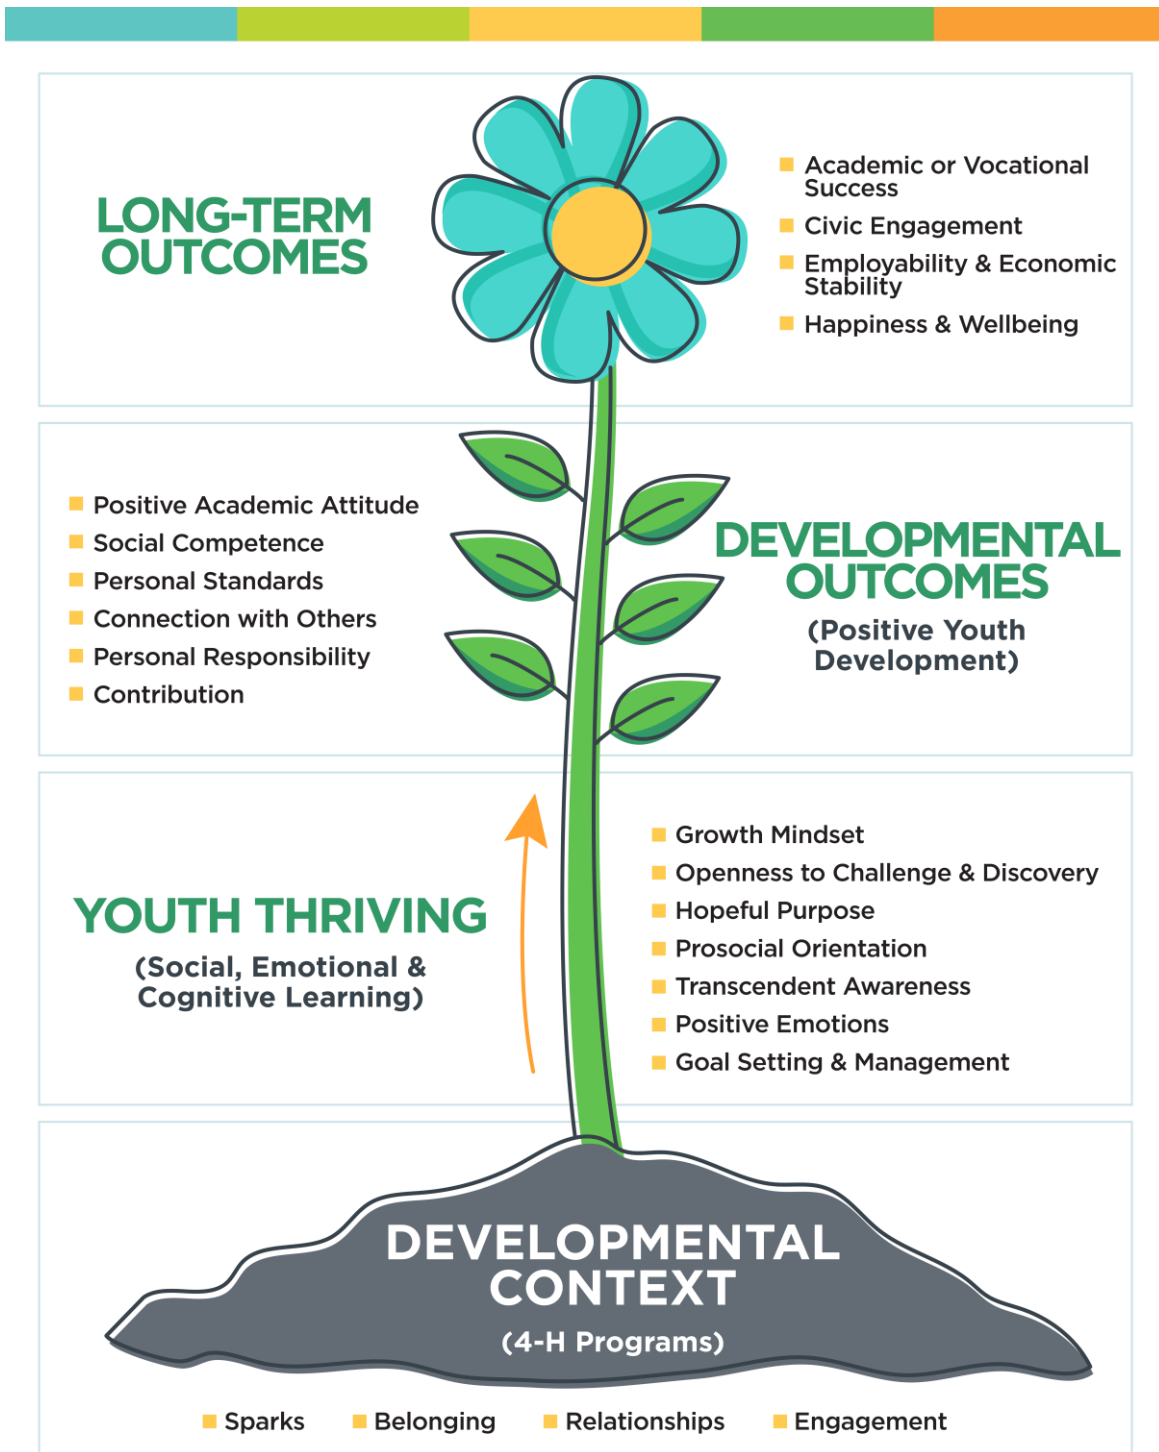 LONG-TERM
OUTCOMES
Academic or Vocational
Success
Civic Engagement
Employability & Economic
Stability
Happiness & Wellbeing
Positive Academic Attitude
Social Competence
Personal Standards
Connection with Others
Personal Responsibility
Contribution
DEVELOPMENTAL
OUTCOMES
(Positive Youth
Development)
YOUTH THRIVING
(Social, Emotional &
Cognitive Learning)
Growth Mindset
Openness to Challenge & Discovery
Hopeful Purpose
Prosocial Orientation
Transcendent Awareness
Positive Emotions
Goal Setting & Management
DEVELOPMENTAL
CONTEXT
(4-H Programs)
Sparks
Belonging
Relationships
Engagement